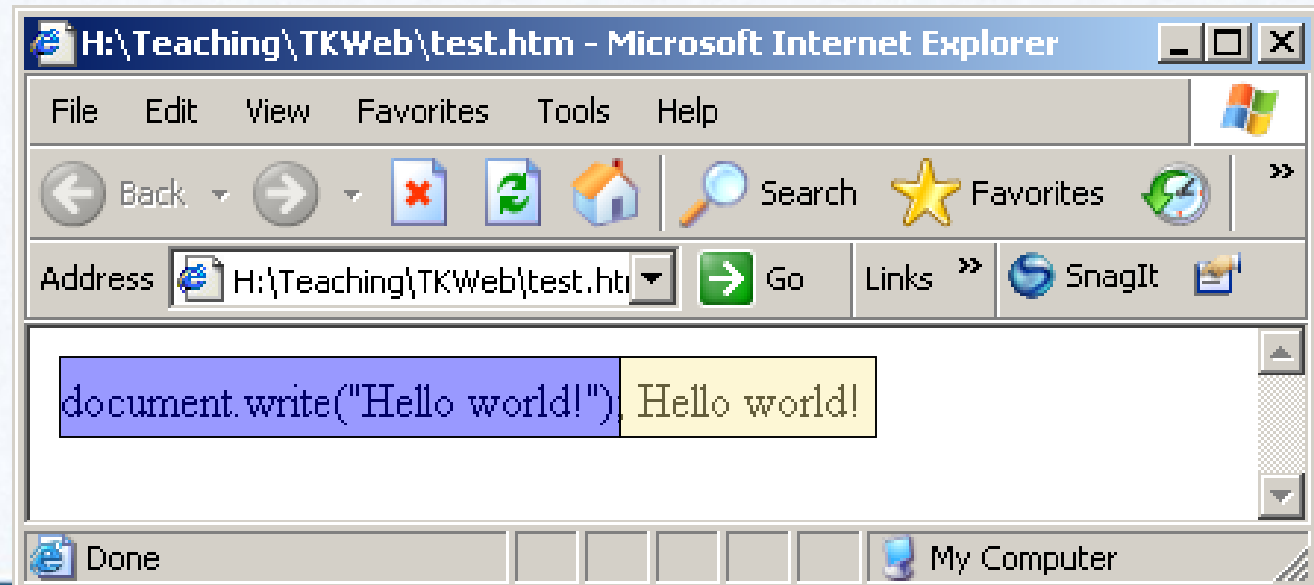 H:\Teaching\TKWeb\test.htm - Microsoft Internet Explorer
File Edit View Favorites Tools Help
Back Search Favorites »
Address H:\Teaching\TKWeb\test.ht Go Links » SnagIt
document.write("Hello world!"); Hello world!
Done My Computer